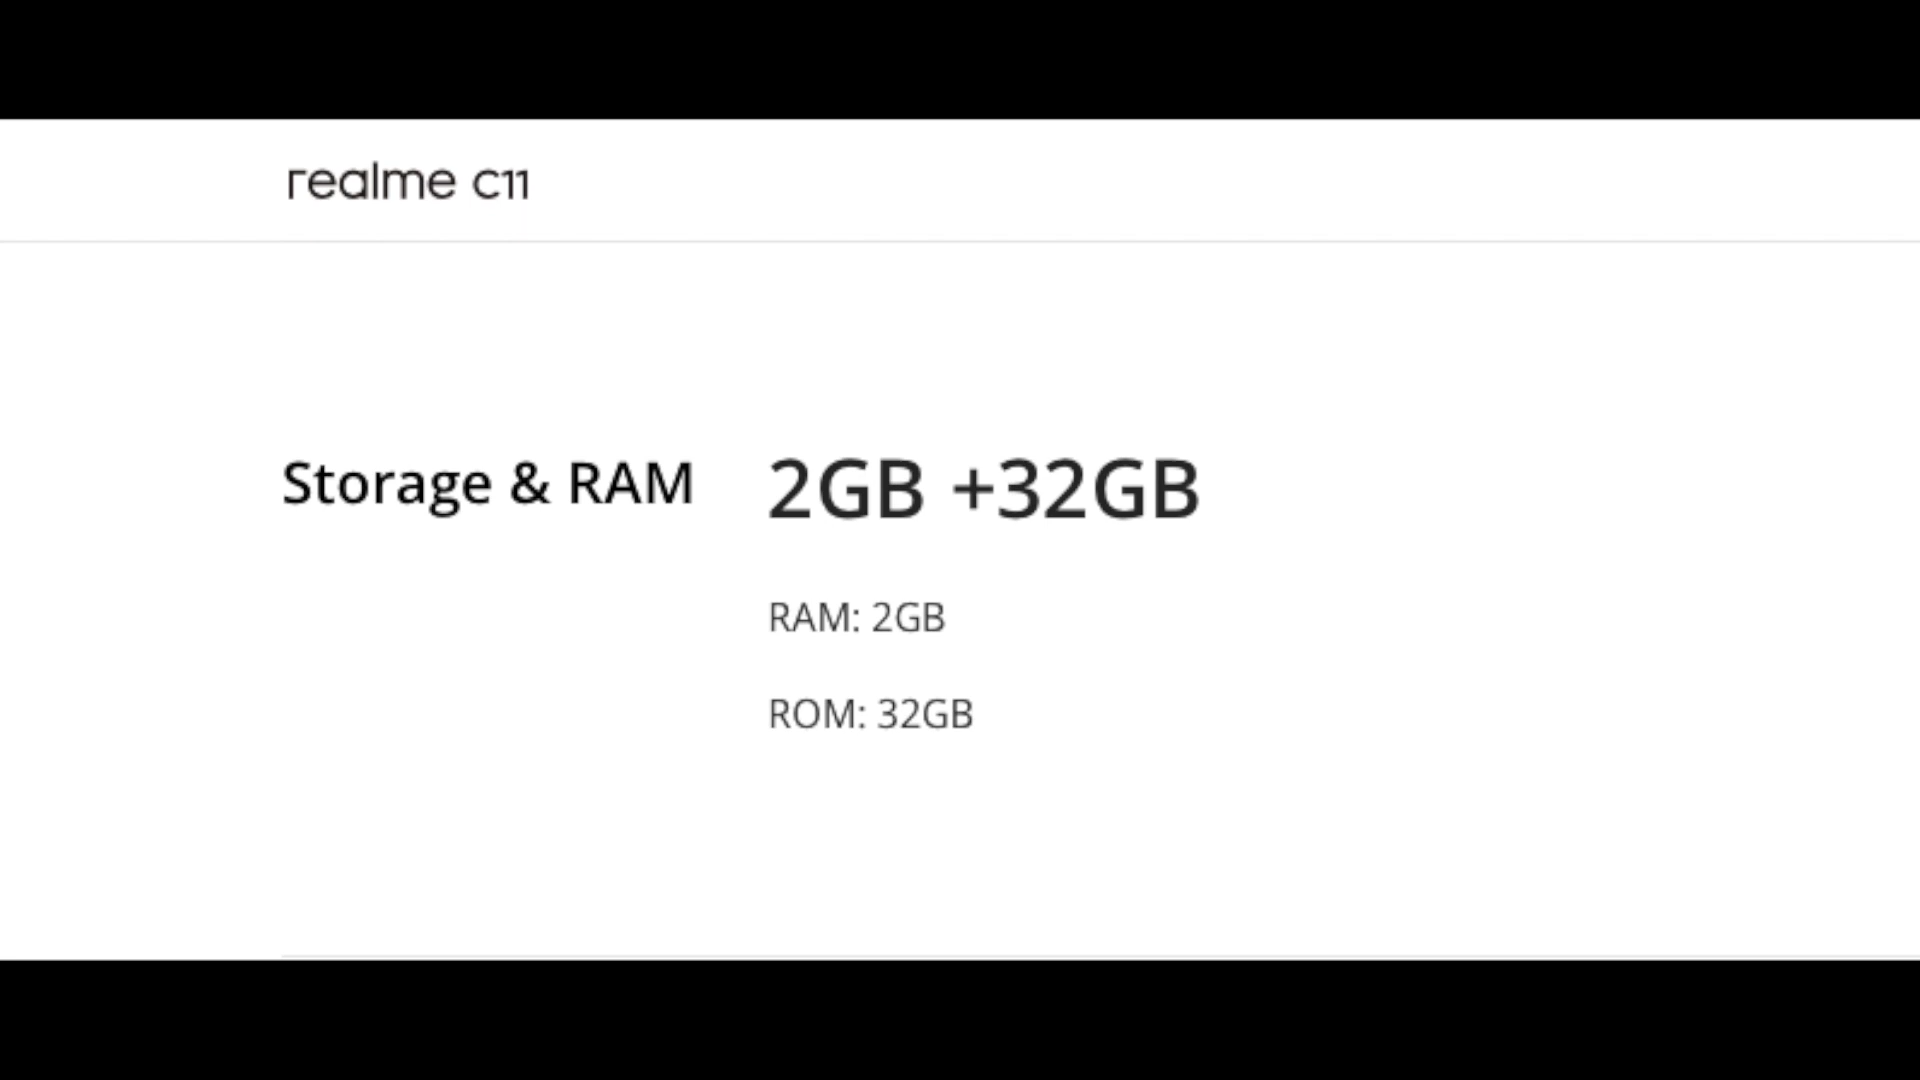 realme C11
Storage & RAM
2GB +32GB
RAM: 2GB
ROM: 32GB